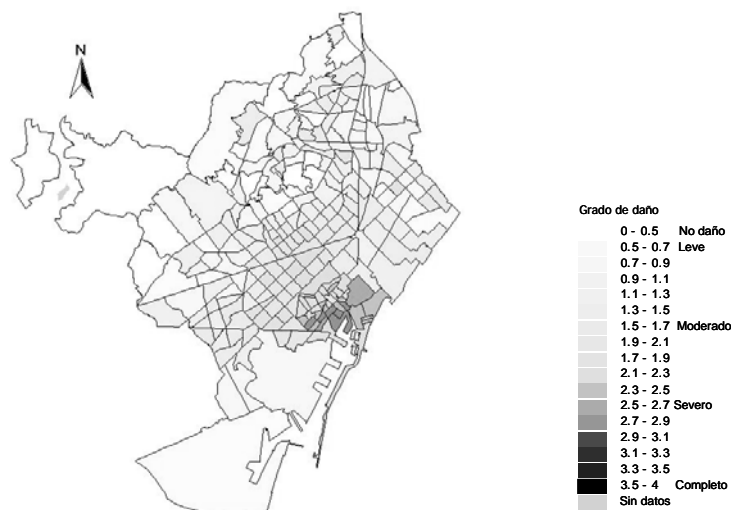 N
Grado de daño
0 - 0.5 No daño
0.5 - 0.7 Leve
0.7 - 0.9
0.9 - 1.1
1.1 - 1.3
1.3 - 1.5
1.5 - 1.7 Moderado
1.9 - 2.1
1.7 - 1.9
2.1 - 2.3
2.3 - 2.5
2.5 - 2.7 Severo
2.7 - 2.9
2.9 - 3.1
3.1 - 3.3
3.3 - 3.5
3.5 - 4 Completo
Sin datos